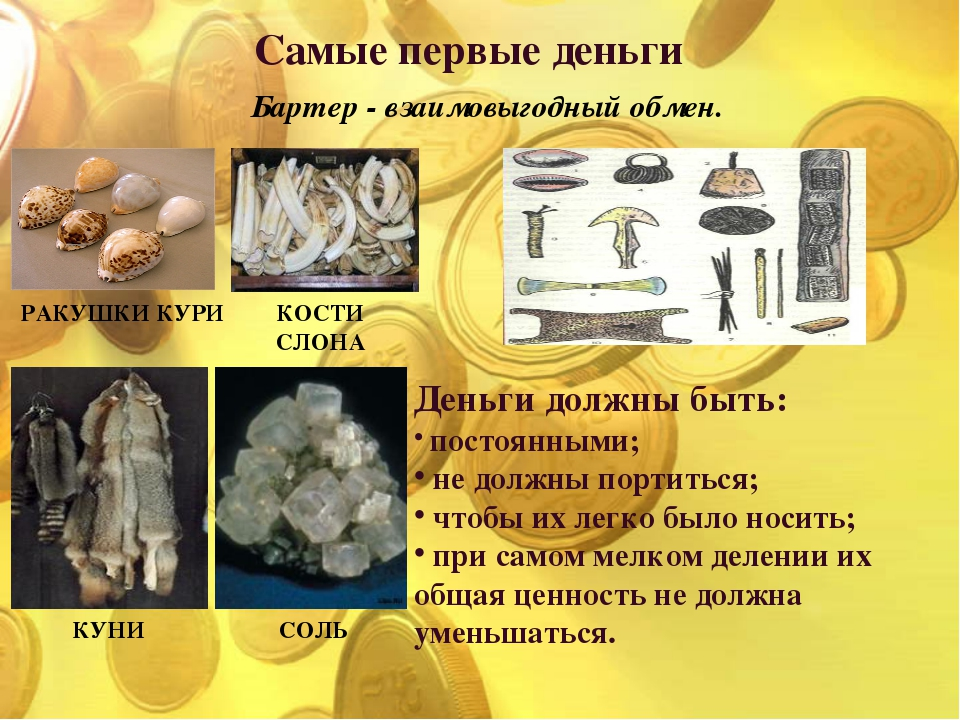 Самые первые деньги
Бартер - взаимовыгодный обмен.
РАКУШКИ КУРИ
КОСТИ
СЛОНА
Деньги должны быть:
• постоянными;
• не должны портиться;
• чтобы их легко было носить;
• при самом мелком делении их
общая ценность не должна
уменьшаться.
КУНИ
СОЛЬ